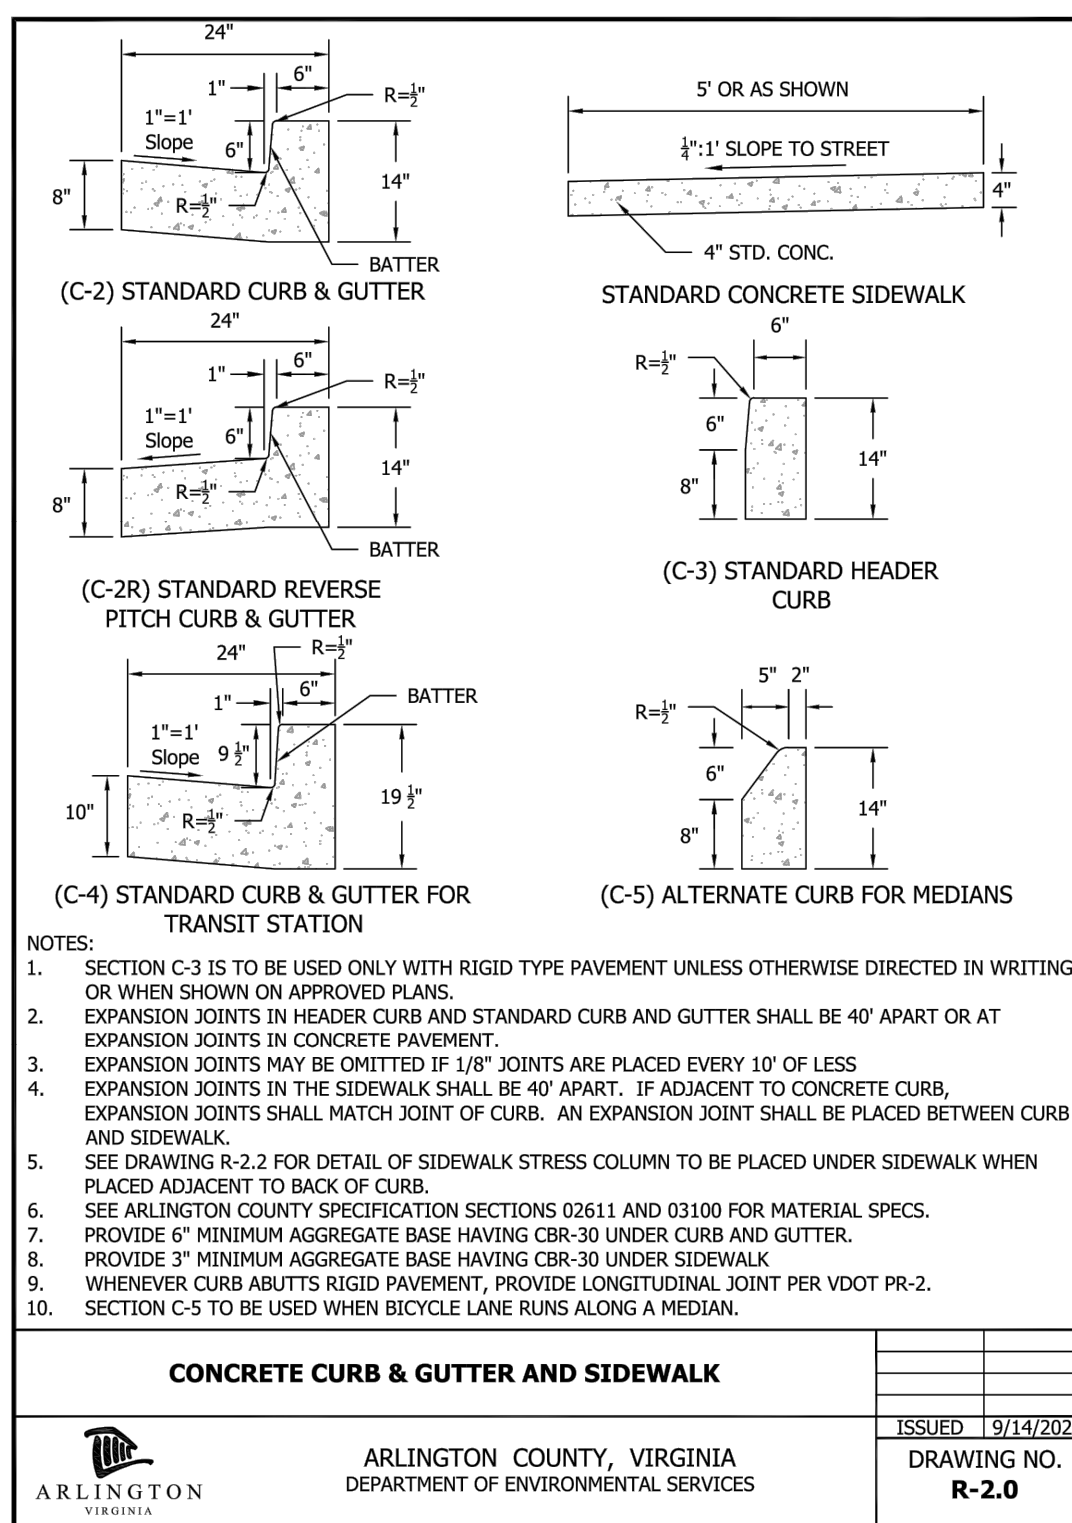 24"
1"
6"
R=½"
1"=1'
Slope
6"
8"
R=½"
14"
BATTER
(C-2) STANDARD CURB & GUTTER
5' OR AS SHOWN
¼":1' SLOPE TO STREET
4"
4" STD. CONC.
STANDARD CONCRETE SIDEWALK
24"
1"
6"
R=½"
1"=1'
Slope
6"
8"
R=½"
14"
BATTER
(C-2R) STANDARD REVERSE
PITCH CURB & GUTTER
6"
R=½"
6"
8"
14"
(C-3) STANDARD HEADER
CURB
24"
R=½"
1"
6"
BATTER
1"=1'
Slope
9 ½"
10"
R=½"
19 ½"
(C-4) STANDARD CURB & GUTTER FOR
TRANSIT STATION
5" 2"
R=½"
6"
8"
14"
(C-5) ALTERNATE CURB FOR MEDIANS
NOTES:
1. SECTION C-3 IS TO BE USED ONLY WITH RIGID TYPE PAVEMENT UNLESS OTHERWISE DIRECTED IN WRITING
OR WHEN SHOWN ON APPROVED PLANS.
2. EXPANSION JOINTS IN HEADER CURB AND STANDARD CURB AND GUTTER SHALL BE 40' APART OR AT
EXPANSION JOINTS IN CONCRETE PAVEMENT.
3. EXPANSION JOINTS MAY BE OMITTED IF 1/8" JOINTS ARE PLACED EVERY 10' OF LESS
4. EXPANSION JOINTS IN THE SIDEWALK SHALL BE 40' APART. IF ADJACENT TO CONCRETE CURB,
EXPANSION JOINTS SHALL MATCH JOINT OF CURB. AN EXPANSION JOINT SHALL BE PLACED BETWEEN CURB
AND SIDEWALK.
5. SEE DRAWING R-2.2 FOR DETAIL OF SIDEWALK STRESS COLUMN TO BE PLACED UNDER SIDEWALK WHEN
PLACED ADJACENT TO BACK OF CURB.
6. SEE ARLINGTON COUNTY SPECIFICATION SECTIONS 02611 AND 03100 FOR MATERIAL SPECS.
7. PROVIDE 6" MINIMUM AGGREGATE BASE HAVING CBR-30 UNDER CURB AND GUTTER.
8. PROVIDE 3" MINIMUM AGGREGATE BASE HAVING CBR-30 UNDER SIDEWALK
9. WHENEVER CURB ABUTTS RIGID PAVEMENT, PROVIDE LONGITUDINAL JOINT PER VDOT PR-2.
10. SECTION C-5 TO BE USED WHEN BICYCLE LANE RUNS ALONG A MEDIAN.
CONCRETE CURB & GUTTER AND SIDEWALK
ISSUED 9/14/202
ARLINGTON
VIRGINIA
ARLINGTON COUNTY, VIRGINIA
DEPARTMENT OF ENVIRONMENTAL SERVICES
DRAWING NO.
R-2.0